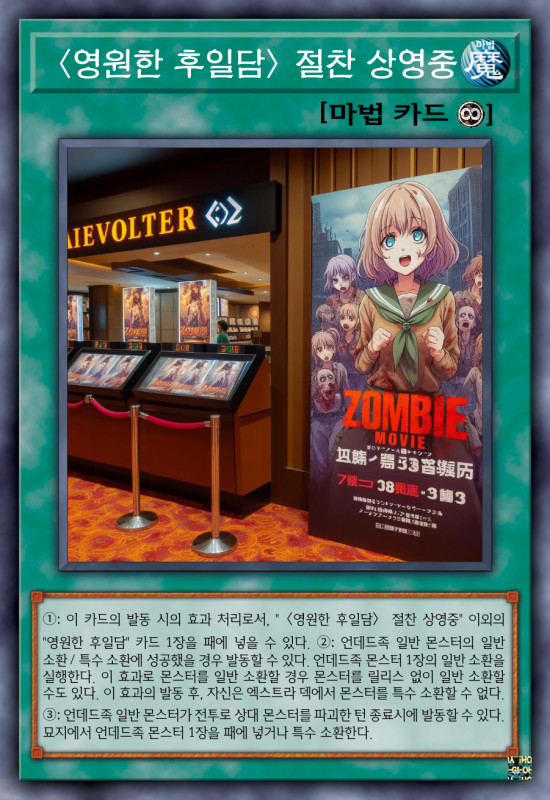 〈영원한 후일담〉 절찬 상영중
마법
魔
[마법 카드 ]
AIEVOLTER
ZOMBIE
MOVIE
①: 이 카드의 발동 시의 효과 처리로서, "〈영원한 후일담〉 절찬 상영중" 이외의
"영원한 후일담" 카드 1장을 패에 넣을 수 있다. ②: 언데드족 일반 몬스터의 일반
소환 / 특수 소환에 성공했을 경우 발동할 수 있다. 언데드족 몬스터 1장의 일반 소환을
실행한다. 이 효과로 몬스터를 일반 소환할 경우 몬스터를 릴리스 없이 일반 소환할
수도 있다. 이 효과의 발동 후, 자신은 엑스트라 덱에서 몬스터를 특수 소환할 수 없다.
③: 언데드족 일반 몬스터가 전투로 상대 몬스터를 파괴한 턴 종료시에 발동할 수 있다.
묘지에서 언데드족 몬스터 1장을 패에 넣거나 특수 소환한다.